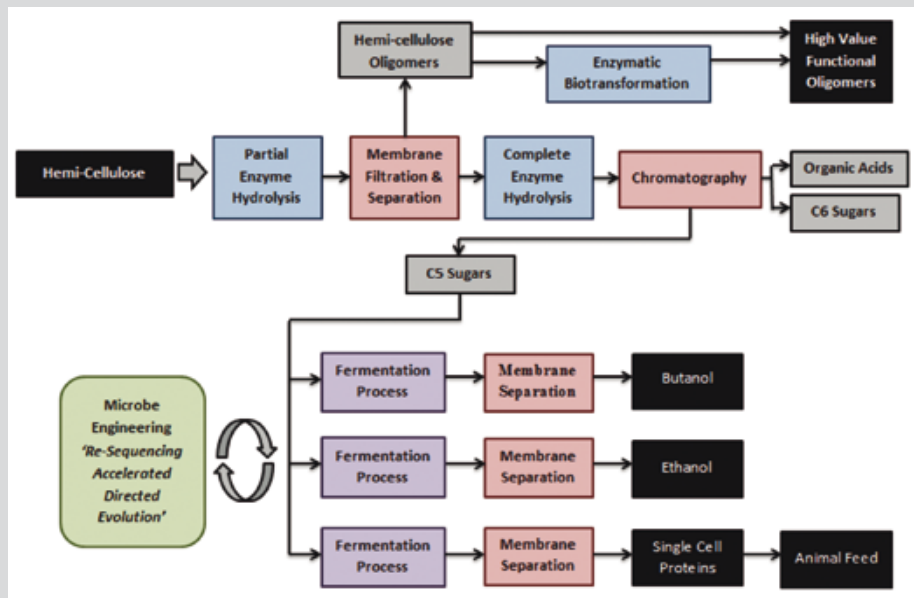 Hemi-cellulose
Oligomers
Enzymatic
Biotransformation
High Value
Functional
Oligomers
Hemi-Cellulose
Partial
Enzyme
Hydrolysis
Membrane
Filtration &
Separation
Complete
Enzyme
Hydrolysis
Chromatography
Organic Acids
C6 Sugars
C5 Sugars
Microbe
Engineering
'Re-Sequencing
Accelerated
Directed
Evolution'
Fermentation
Process
Membrane
Separation
Butanol
Fermentation
Process
Membrane
Separation
Ethanol
Fermentation
Process
Membrane
Separation
Single Cell
Proteins
Animal Feed